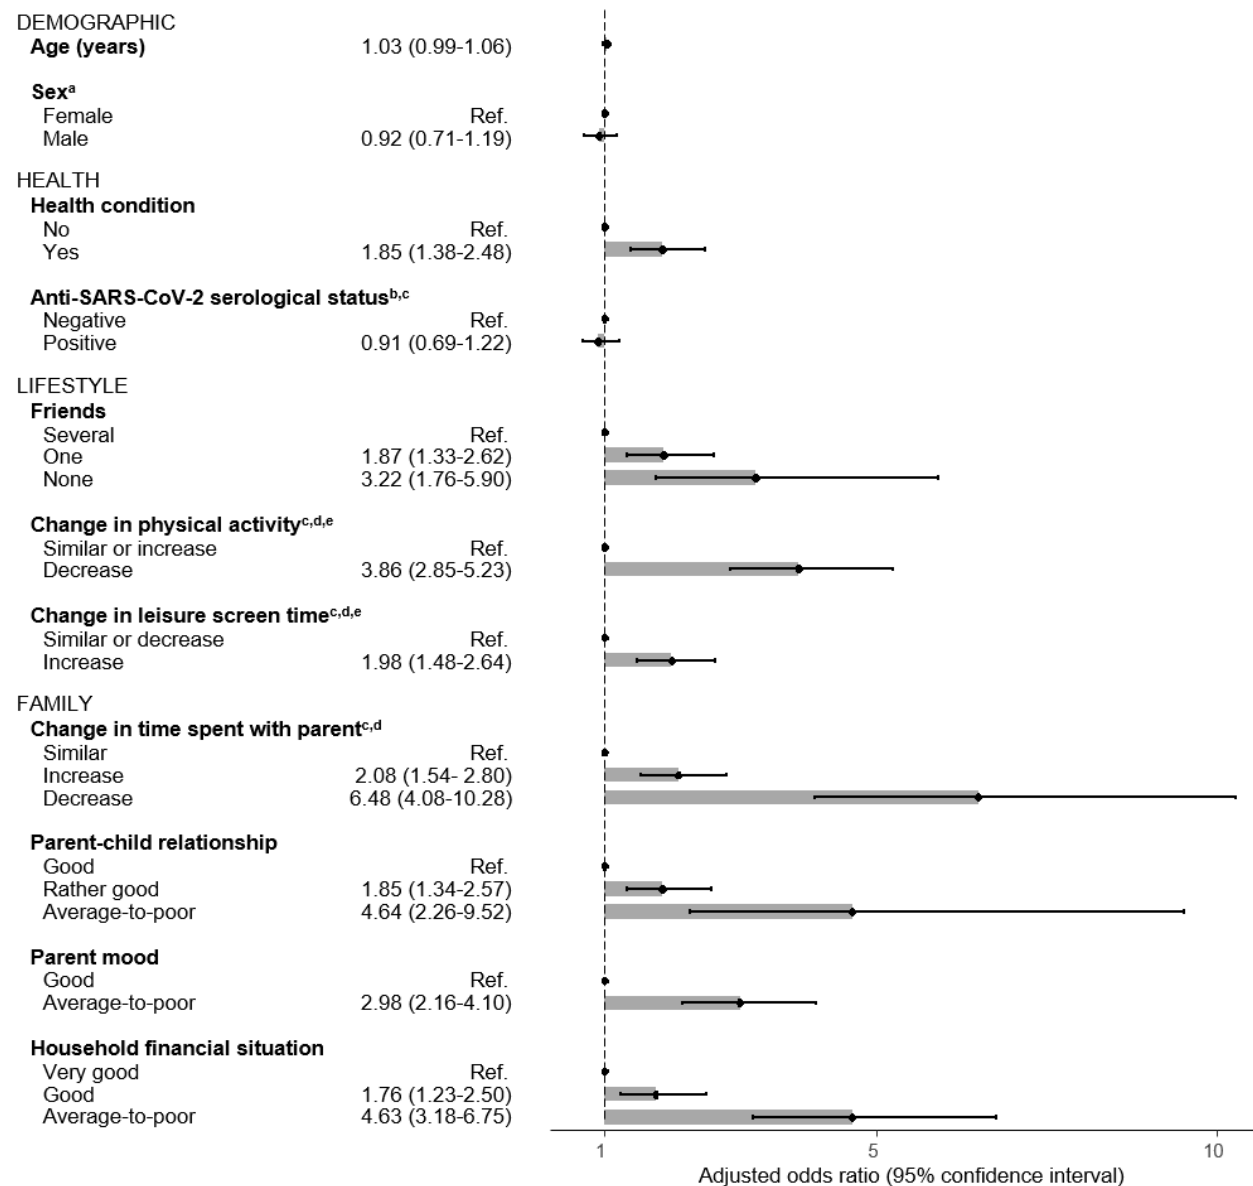 DEMOGRAPHIC
Age (years) 1.03 (0.99-1.06)
Sexᵃ
Female Ref.
Male 0.92 (0.71-1.19)
HEALTH
Health condition
No Ref.
Yes 1.85 (1.38-2.48)
Anti-SARS-CoV-2 serological statusᵇ,ᶜ
Negative Ref.
Positive 0.91 (0.69-1.22)
LIFESTYLE
Friends
Several Ref.
One 1.87 (1.33-2.62)
None 3.22 (1.76-5.90)
Change in physical activityᶜ,ᵈ,ᵉ
Similar or increase Ref.
Decrease 3.86 (2.85-5.23)
Change in leisure screen timeᶜ,ᵈ,ᵉ
Similar or decrease Ref.
Increase 1.98 (1.48-2.64)
FAMILY
Change in time spent with parentᶜ,ᵈ
Similar Ref.
Increase 2.08 (1.54- 2.80)
Decrease 6.48 (4.08-10.28)
Parent-child relationship
Good Ref.
Rather good 1.85 (1.34-2.57)
Average-to-poor 4.64 (2.26-9.52)
Parent mood
Good Ref.
Average-to-poor 2.98 (2.16-4.10)
Household financial situation
Very good Ref.
Good 1.76 (1.23-2.50)
Average-to-poor 4.63 (3.18-6.75)
1 5 10
Adjusted odds ratio (95% confidence interval)